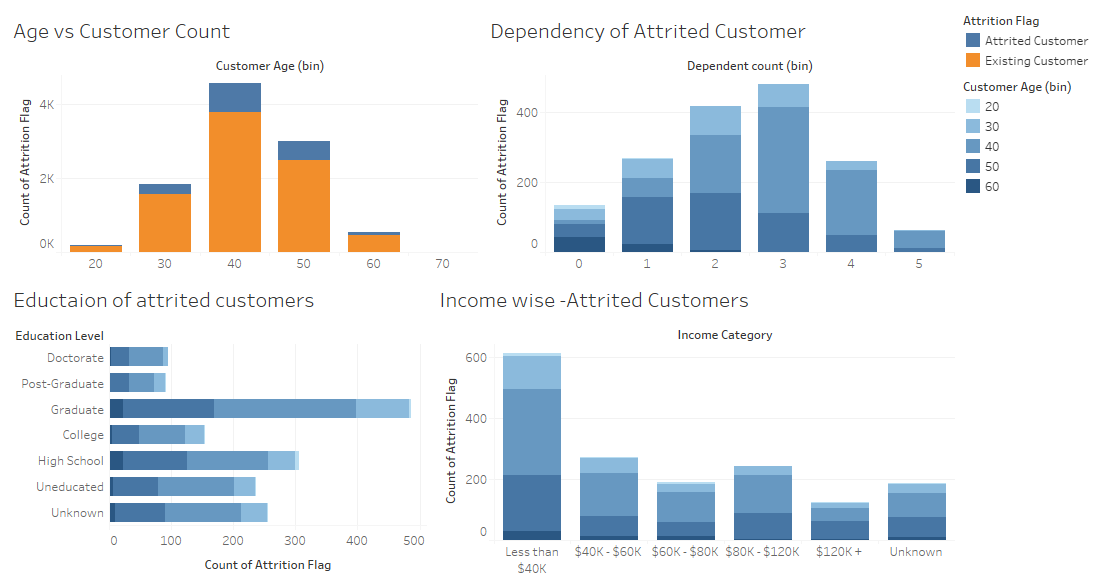 Age vs Customer Count
Customer Age (bin)
Count of Attrition Flag
4K
2K
0K
20 30 40 50 60 70
Dependency of Attrited Customer
Dependent count (bin)
Count of Attrition Flag
400
200
0
0 1 2 3 4 5
Attrition Flag
Attrited Customer
Existing Customer
Customer Age (bin)
20
30
40
50
60
Eductaion of attrited customers
Education Level
Doctorate
Post-Graduate
Graduate
College
High School
Uneducated
Unknown
0 100 200 300 400 500
Count of Attrition Flag
Income wise -Attrited Customers
Income Category
Count of Attrition Flag
600
400
200
0
Less than $40K - $60K $60K - $80K $80K - $120K $120K + Unknown
$40K